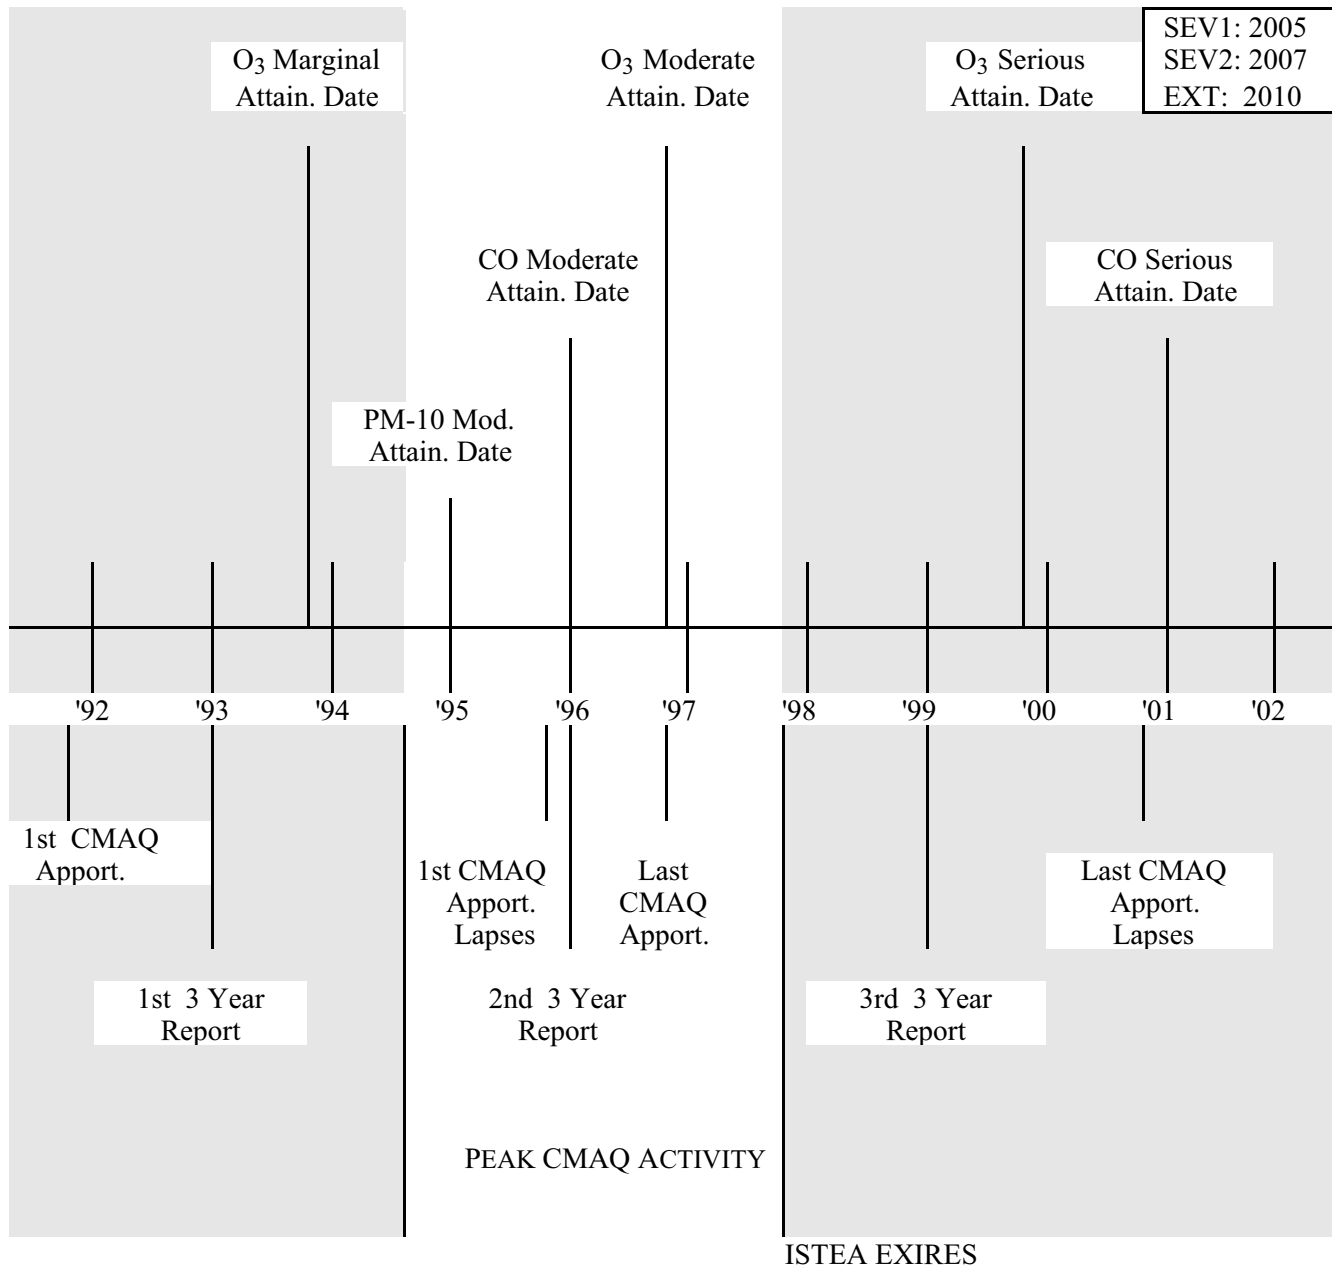 O3 Marginal
Attain. Date
O3 Moderate
Attain. Date
O3 Serious
Attain. Date
SEV1: 2005
SEV2: 2007
EXT: 2010
CO Moderate
Attain. Date
CO Serious
Attain. Date
PM-10 Mod.
Attain. Date
'92 '93 '94 '95 '96 '97 '98 '99 '00 '01 '02
1st CMAQ
Apport.
1st CMAQ
Apport.
Lapses
Last
CMAQ
Apport.
Last CMAQ
Apport.
Lapses
1st 3 Year
Report
2nd 3 Year
Report
3rd 3 Year
Report
PEAK CMAQ ACTIVITY
ISTEA EXIRES